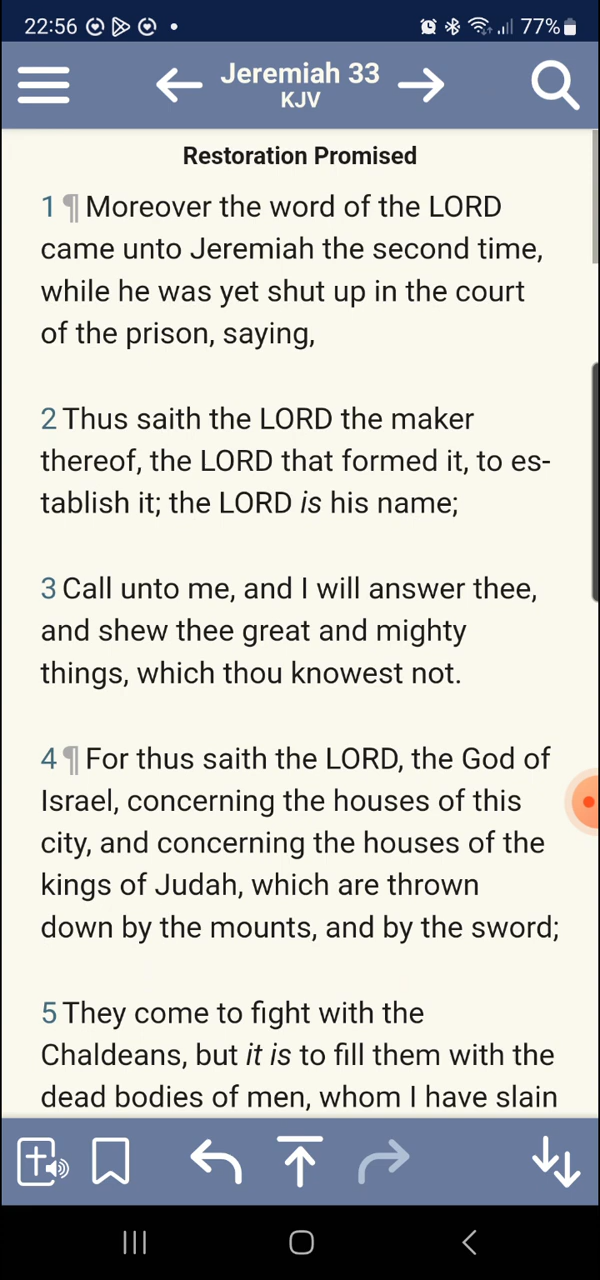 22:56
77%
Jeremiah 33
KJV
Restoration Promised
1 ¶ Moreover the word of the LORD
came unto Jeremiah the second time,
while he was yet shut up in the court
of the prison, saying,
2 Thus saith the LORD the maker
thereof, the LORD that formed it, to es-
tablish it; the LORD is his name;
3 Call unto me, and I will answer thee,
and shew thee great and mighty
things, which thou knowest not.
4 ¶ For thus saith the LORD, the God of
Israel, concerning the houses of this
city, and concerning the houses of the
kings of Judah, which are thrown
down by the mounts, and by the sword;
5 They come to fight with the
Chaldeans, but it is to fill them with the
dead bodies of men, whom I have slain